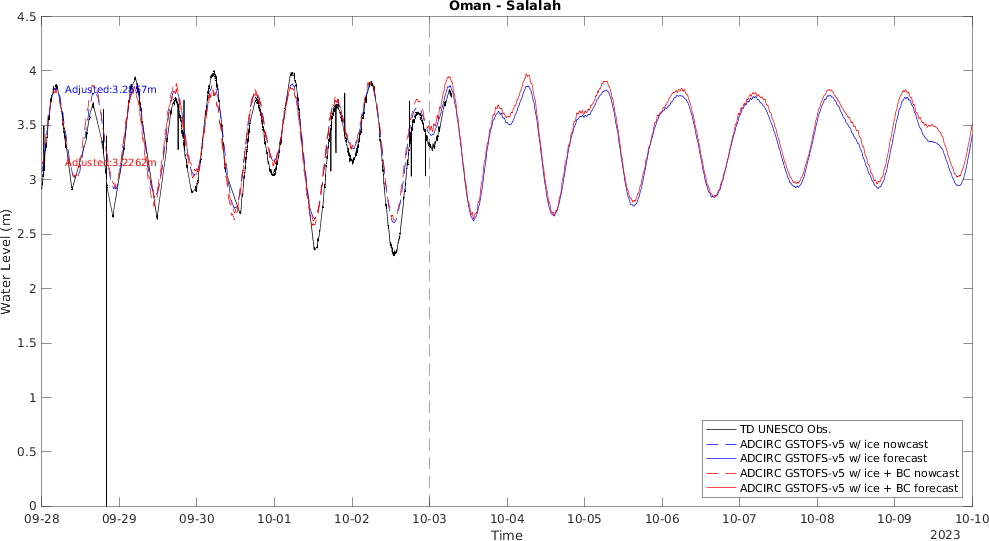 Oman - Salalah
4.5
4
3.5
3
2.5
2
1.5
1
0.5
0
Water Level (m)
Adjusted:3.2657m
Adjusted:3.2262m
TD UNESCO Obs.
ADCIRC GSTOFS-v5 w/ ice nowcast
ADCIRC GSTOFS-v5 w/ ice forecast
ADCIRC GSTOFS-v5 w/ ice + BC nowcast
ADCIRC GSTOFS-v5 w/ ice + BC forecast
09-28 09-29 09-30 10-01 10-02 10-03 10-04 10-05 10-06 10-07 10-08 10-09 10-10
Time
2023